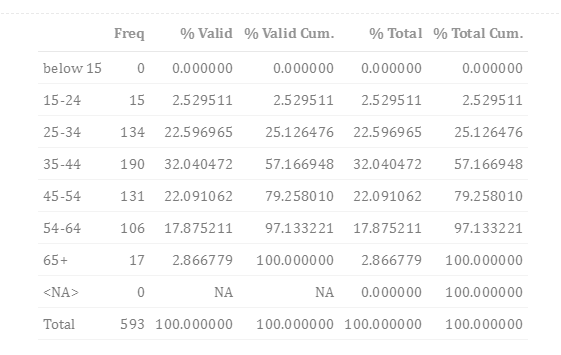 Freq % Valid % Valid Cum. % Total % Total Cum.
below 15 0 0.000000 0.000000 0.000000 0.000000
15-24 15 2.529511 2.529511 2.529511 2.529511
25-34 134 22.596965 25.126476 22.596965 25.126476
35-44 190 32.040472 57.166948 32.040472 57.166948
45-54 131 22.091062 79.258010 22.091062 79.258010
54-64 106 17.875211 97.133221 17.875211 97.133221
65+ 17 2.866779 100.000000 2.866779 100.000000
<NA> 0 NA NA 0.000000 100.000000
Total 593 100.000000 100.000000 100.000000 100.000000